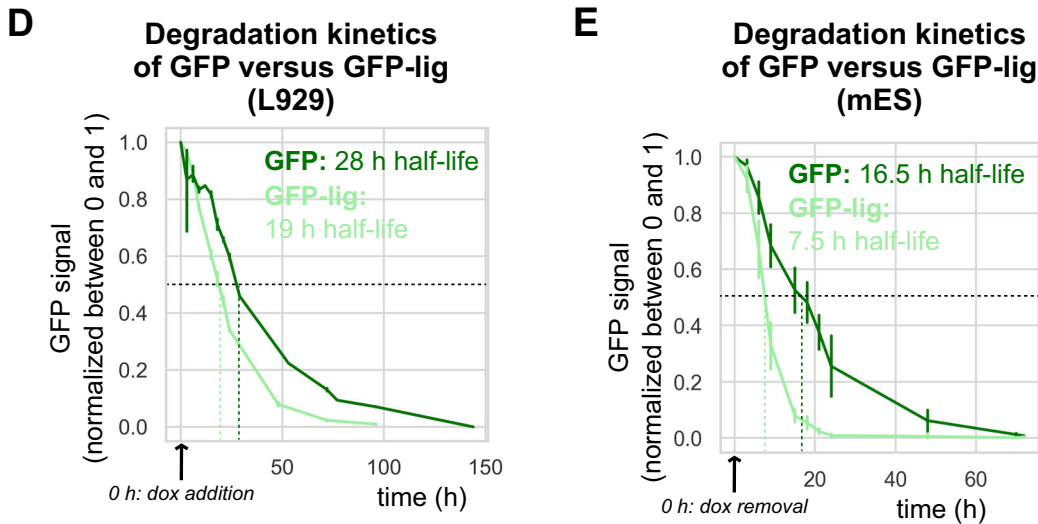 D
Degradation kinetics
of GFP versus GFP-lig
(L929)
GFP signal
(normalized between 0 and 1)
1.0
0.8
0.6
0.4
0.2
0.0
GFP: 28 h half-life
GFP-lig:
19 h half-life
50
100
150
0 h: dox addition
time (h)
E
Degradation kinetics
of GFP versus GFP-lig
(mES)
GFP signal
(normalized between 0 and 1)
1.0
0.8
0.6
0.4
0.2
0.0
GFP: 16.5 h half-life
GFP-lig:
7.5 h half-life
20
40
60
0 h: dox removal
time (h)